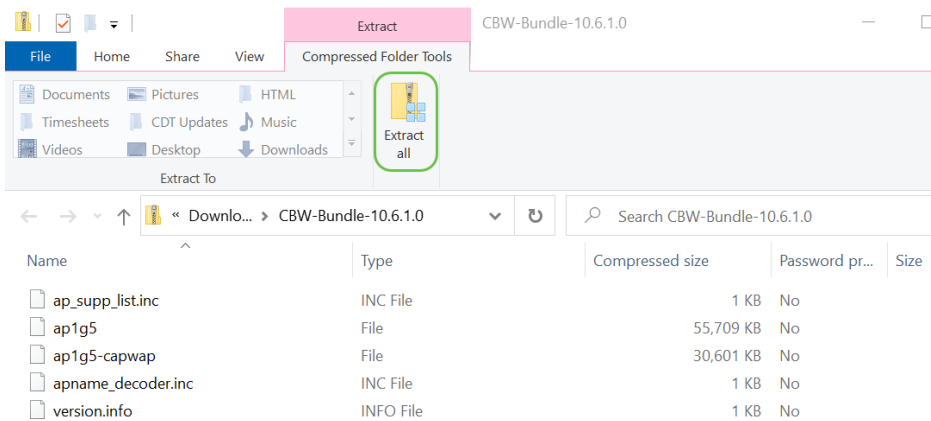 Extract CBW-Bundle-10.6.1.0
File Home Share View Compressed Folder Tools
Documents Pictures HTML
Timesheets CDT Updates Music
Videos Desktop Downloads
Extract
all
Extract To
« Downlo... > CBW-Bundle-10.6.1.0 Search CBW-Bundle-10.6.1.0
Name Type Compressed size Password pr... Size
ap_supp_list.inc INC File 1 KB No
ap1g5 File 55,709 KB No
ap1g5-capwap File 30,601 KB No
apname_decoder.inc INC File 1 KB No
version.info INFO File 1 KB No